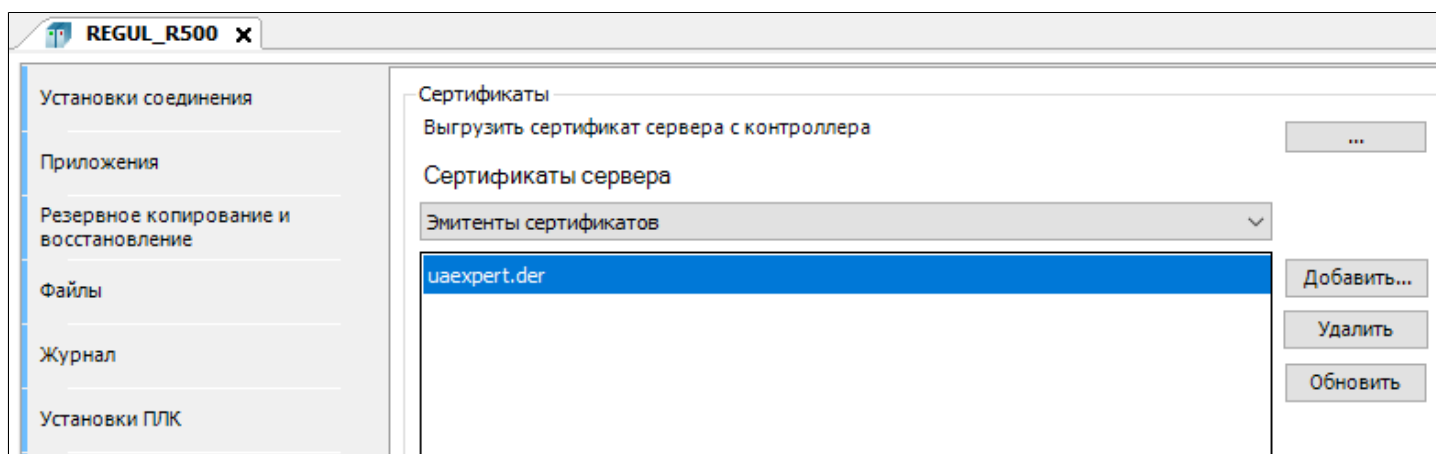 REGUL_R500
Установки соединения
Приложения
Резервное копирование и
восстановление
Файлы
Журнал
Установки ПЛК
Сертификаты
Выгрузить сертификат сервера с контроллера
...
Сертификаты сервера
Эмитенты сертификатов
uaexpert.der
Добавить...
Удалить
Обновить